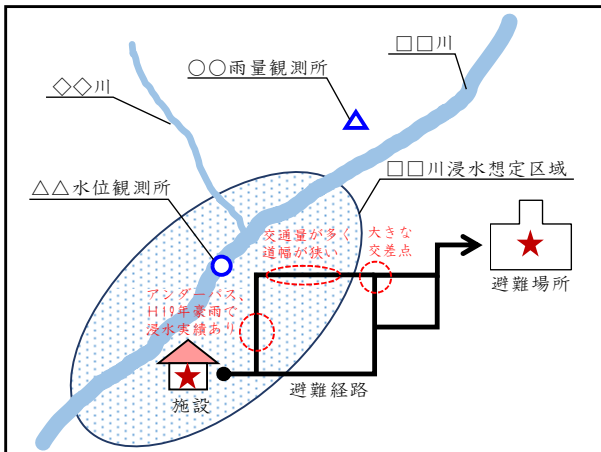 □□川
○○雨量観測所
◇◇川
□□川浸水想定区域
△△水位観測所
交通量が多く
道幅が狭い
大きな
交差点
避難場所
アンダーパス、
H19年豪雨で
浸水実績あり
避難経路
施設